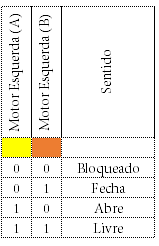 Motor Esquerda (A)
Motor Esquerda (B)
Sentido
0 0 Bloqueado
0 1 Fecha
1 0 Abre
1 1 Livre